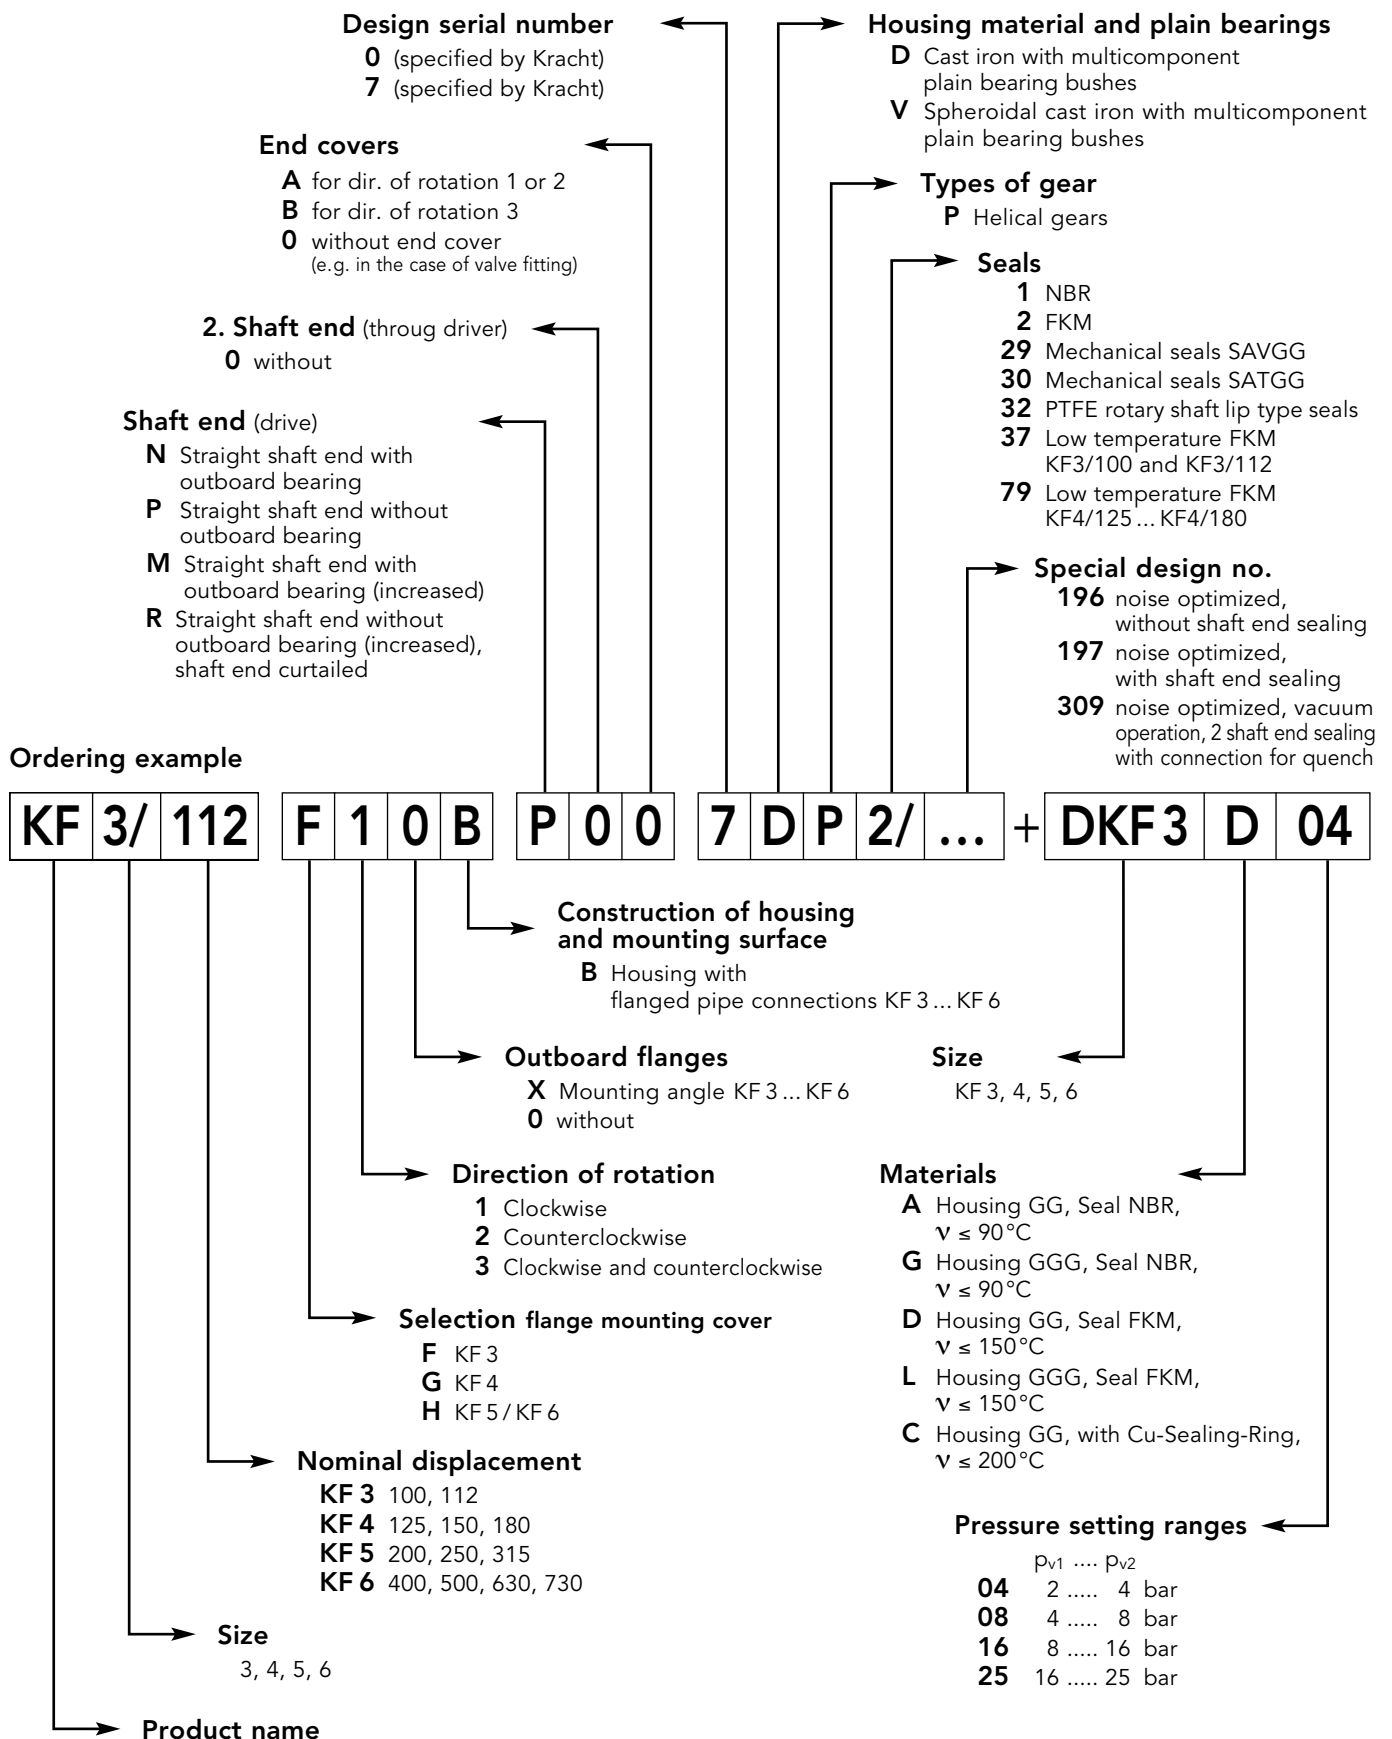 Design serial number
0 (specified by Kracht)
7 (specified by Kracht)
Housing material and plain bearings
D Cast iron with multicomponent
plain bearing bushes
V Spheroidal cast iron with multicomponent
plain bearing bushes
End covers
A for dir. of rotation 1 or 2
B for dir. of rotation 3
0 without end cover
(e.g. in the case of valve fitting)
Types of gear
P Helical gears
Seals
1 NBR
2 FKM
29 Mechanical seals SAVGG
30 Mechanical seals SATGG
32 PTFE rotary shaft lip type seals
37 Low temperature FKM
KF3/100 and KF3/112
79 Low temperature FKM
KF4/125 ... KF4/180
2. Shaft end (throug driver)
0 without
Shaft end (drive)
N Straight shaft end with
outboard bearing
P Straight shaft end without
outboard bearing
M Straight shaft end with
outboard bearing (increased)
R Straight shaft end without
outboard bearing (increased),
shaft end curtailed
Special design no.
196 noise optimized,
without shaft end sealing
197 noise optimized,
with shaft end sealing
309 noise optimized, vacuum
operation, 2 shaft end sealing
with connection for quench
Ordering example
KF 3/ 112 F 1 0 B P 0 0 7 D P 2/ ... + DKF 3 D 04
Construction of housing
and mounting surface
B Housing with
flanged pipe connections KF 3 ... KF 6
Outboard flanges
X Mounting angle KF 3 ... KF 6
0 without
Size
KF 3, 4, 5, 6
Direction of rotation
1 Clockwise
2 Counterclockwise
3 Clockwise and counterclockwise
Materials
A Housing GG, Seal NBR,
ν ≤ 90 °C
G Housing GGG, Seal NBR,
ν ≤ 90 °C
D Housing GG, Seal FKM,
ν ≤ 150 °C
L Housing GGG, Seal FKM,
ν ≤ 150 °C
C Housing GG, with Cu-Sealing-Ring,
ν ≤ 200 °C
Selection flange mounting cover
F KF 3
G KF 4
H KF 5 / KF 6
Nominal displacement
KF 3 100, 112
KF 4 125, 150, 180
KF 5 200, 250, 315
KF 6 400, 500, 630, 730
Pressure setting ranges
pv1 .... pv2
04 2 ..... 4 bar
08 4 ..... 8 bar
16 8 ..... 16 bar
25 16 ..... 25 bar
Size
3, 4, 5, 6
Product name